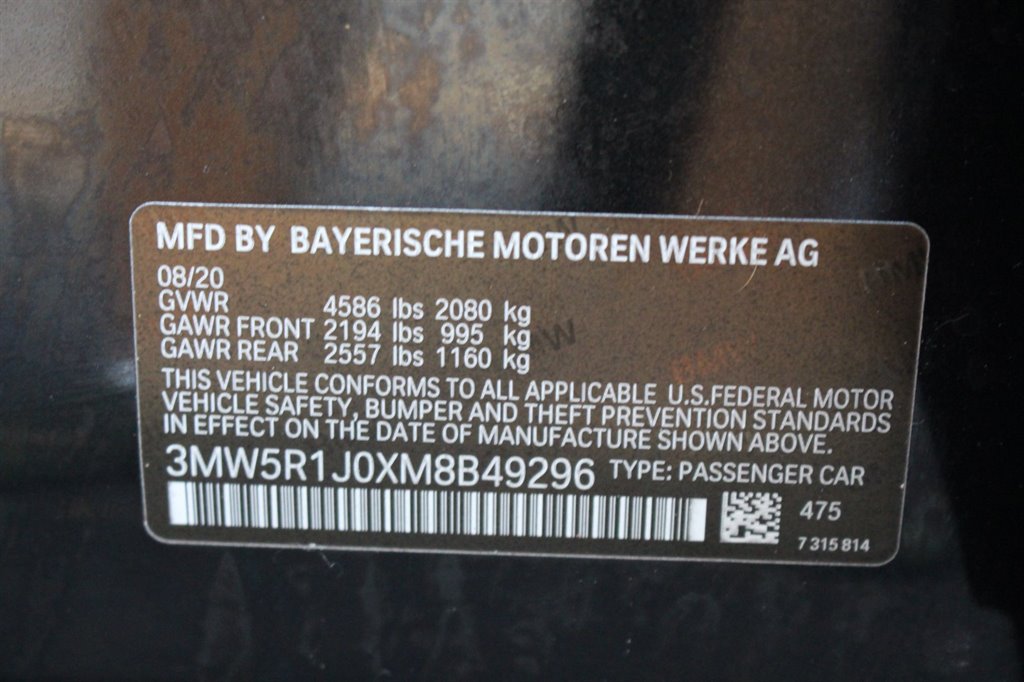 MFD BY BAYERISCHE MOTOREN WERKE AG
08/20
GVWR 4586 lbs 2080 kg
GAWR FRONT 2194 lbs 995 kg
GAWR REAR 2557 lbs 1160 kg
THIS VEHICLE CONFORMS TO ALL APPLICABLE U.S.FEDERAL MOTOR
VEHICLE SAFETY, BUMPER AND THEFT PREVENTION STANDARDS
IN EFFECT ON THE DATE OF MANUFACTURE SHOWN ABOVE.
3MW5R1J0XM8B49296 TYPE: PASSENGER CAR
475
7 315 814